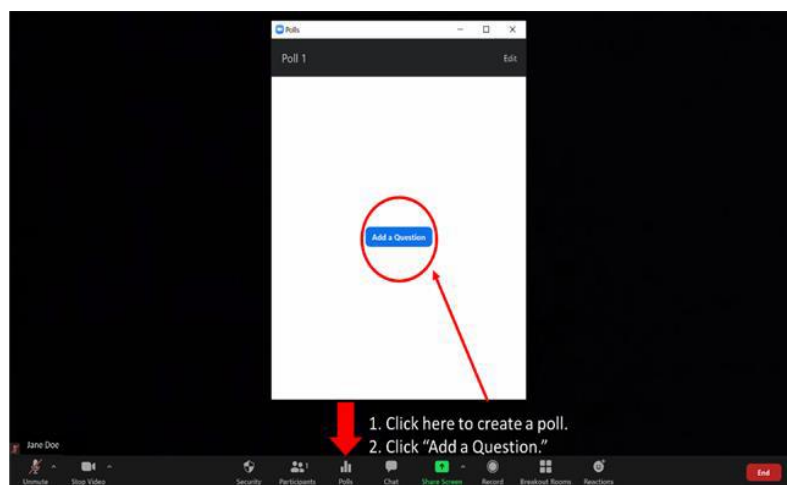 Polls
Poll 1 Edit
Add a Question
1. Click here to create a poll.
2. Click “Add a Question.”
Jane Doe
Unmute Stop Video Security Participants 1 Polls Chat Share Screen Record Breakout Rooms Reactions End